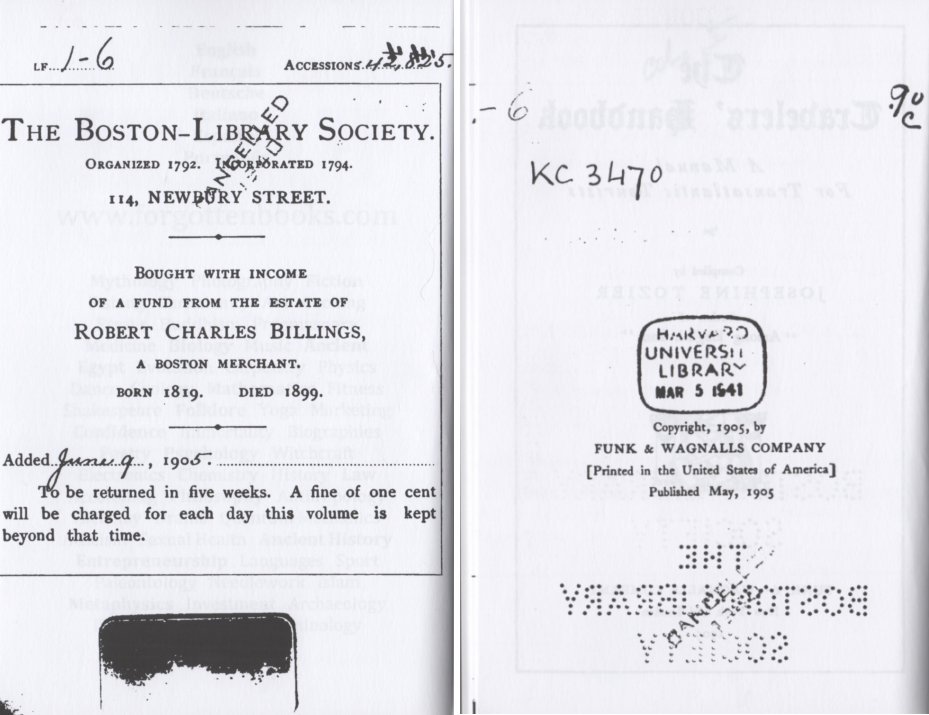 LF 1-6
ACCESSIONS 42,825.
THE BOSTON-LIBRARY SOCIETY.
ORGANIZED 1792. INCORPORATED 1794.
CANCELLED
114, NEWBURY STREET.
www.forgottenbooks.com
BOUGHT WITH INCOME
OF A FUND FROM THE ESTATE OF
ROBERT CHARLES BILLINGS,
A BOSTON MERCHANT,
BORN 1819. DIED 1899.
Added June 9, 1905
To be returned in five weeks. A fine of one cent
will be charged for each day this volume is kept
beyond that time.
- 6
KC 3470
The
Travelers' Handbook
A Manual
For Transatlantic Tourists
Compiled by
JOSEPHINE TOZIER
HARVARD
UNIVERSITY
LIBRARY
MAR 5 1941
Copyright, 1905, by
FUNK & WAGNALLS COMPANY
[Printed in the United States of America]
Published May, 1905
THE
BOSTON LIBRARY
SOCIETY
CANCELLED